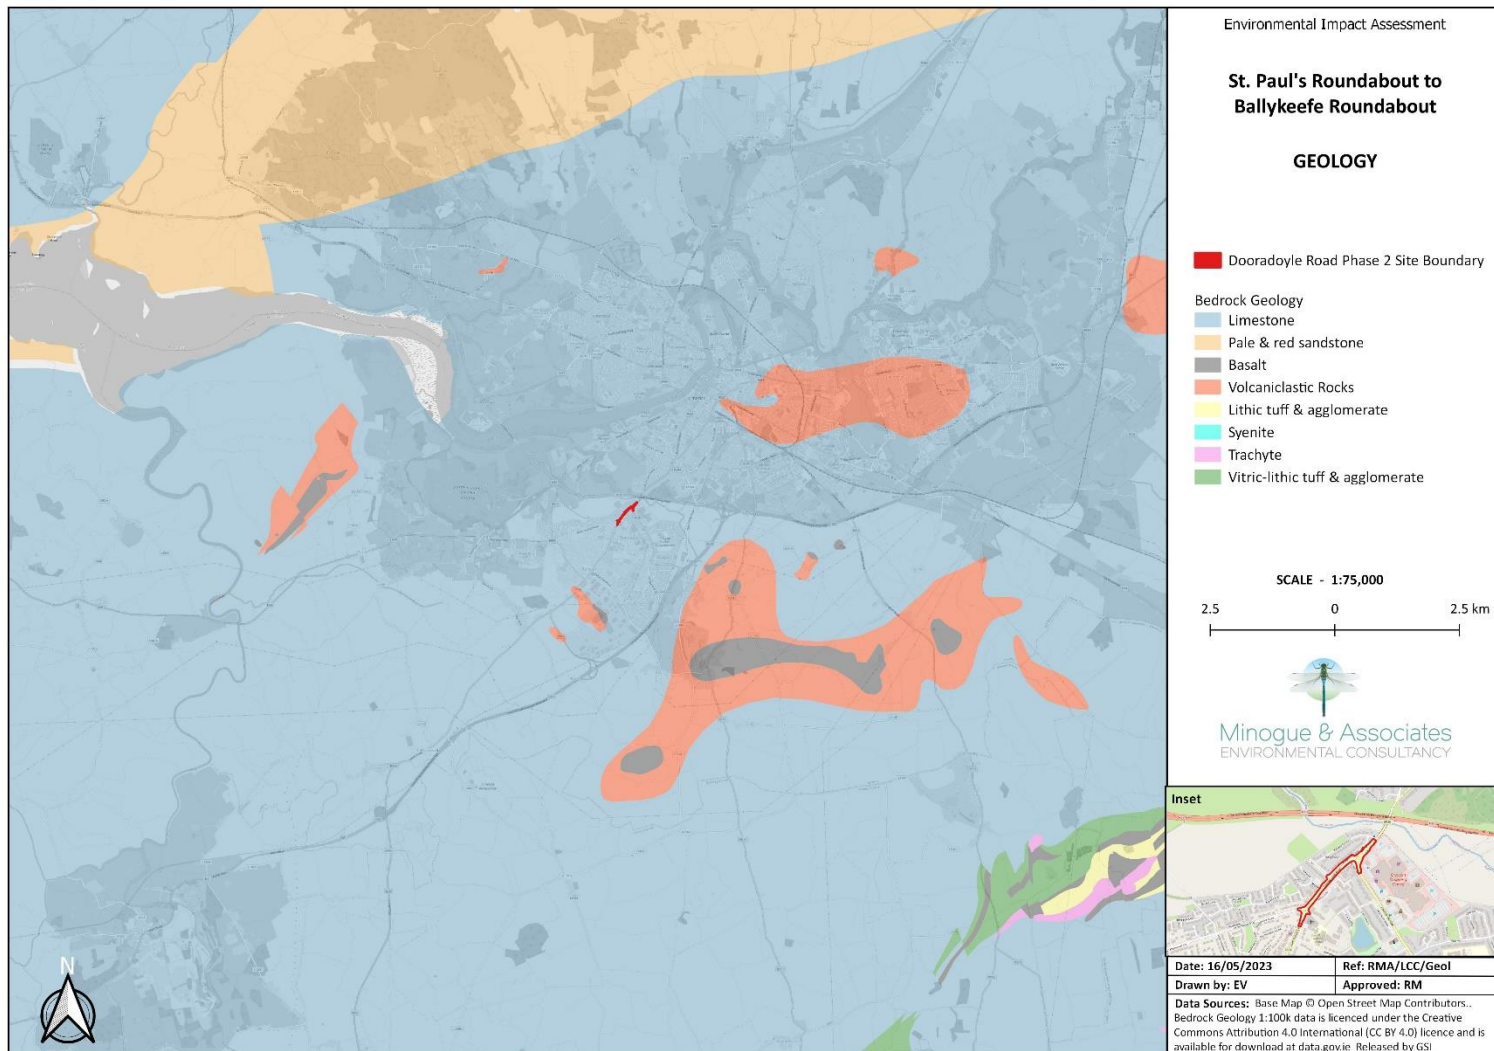 Environmental Impact Assessment
St. Paul's Roundabout to
Ballykeefe Roundabout
GEOLOGY
Dooradoyle Road Phase 2 Site Boundary
Bedrock Geology
Limestone
Pale & red sandstone
Basalt
Volcaniclastic Rocks
Lithic tuff & agglomerate
Syenite
Trachyte
Vitric-lithic tuff & agglomerate
SCALE - 1:75,000
2.5 0 2.5 km
Minogue & Associates
ENVIRONMENTAL CONSULTANCY
Inset
N
Date: 16/05/2023 Ref: RMA/LCC/Geol
Drawn by: EV Approved: RM
Data Sources: Base Map © Open Street Map Contributors..
Bedrock Geology 1:100k data is licenced under the Creative
Commons Attribution 4.0 International (CC BY 4.0) licence and is
available for download at data.gov.ie Released by GSI